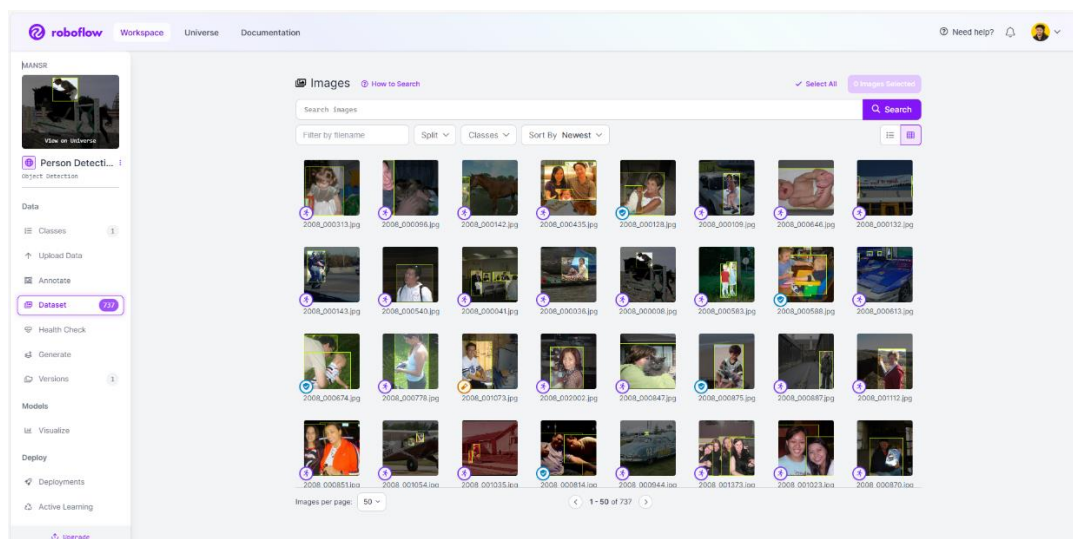 roboflow Workspace Universe Documentation Need help?
MANSR
View on Universe
Person Detecti...
Object Detection
Data
Classes 1
Upload Data
Annotate
Dataset 737
Health Check
Generate
Versions 1
Models
Visualize
Deploy
Deployments
Active Learning
Upgrade
Images How to Search Select All 0 Images Selected
Search Images Search
Filter by filename Split Classes Sort By Newest
2008_000313.jpg 2008_000096.jpg 2008_000142.jpg 2008_000435.jpg 2008_000128.jpg 2008_000109.jpg 2008_000646.jpg 2008_000132.jpg
2008_000143.jpg 2008_000540.jpg 2008_000041.jpg 2008_000036.jpg 2008_000008.jpg 2008_000583.jpg 2008_000588.jpg 2008_000613.jpg
2008_000674.jpg 2008_000778.jpg 2008_001073.jpg 2008_002002.jpg 2008_000847.jpg 2008_000875.jpg 2008_000887.jpg 2008_001112.jpg
2008_000851.jpg 2008_001054.jpg 2008_001035.jpg 2008_000814.jpg 2008_000944.jpg 2008_001373.jpg 2008_001023.jpg 2008_000870.jpg
Images per page: 50 1 - 50 of 737